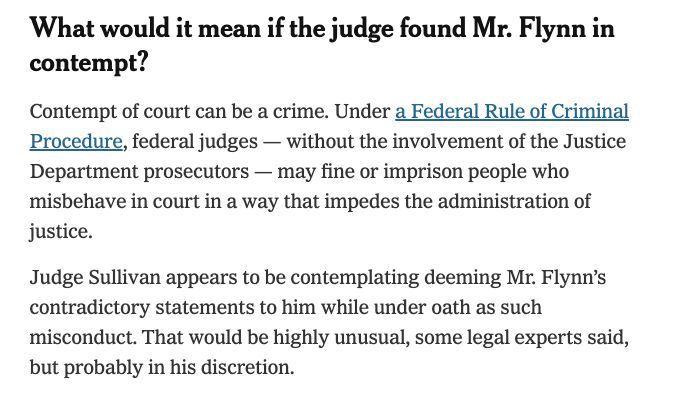 What would it mean if the judge found Mr. Flynn in
contempt?
Contempt of court can be a crime. Under a Federal Rule of Criminal
Procedure, federal judges — without the involvement of the Justice
Department prosecutors — may fine or imprison people who
misbehave in court in a way that impedes the administration of
justice.
Judge Sullivan appears to be contemplating deeming Mr. Flynn’s
contradictory statements to him while under oath as such
misconduct. That would be highly unusual, some legal experts said,
but probably in his discretion.